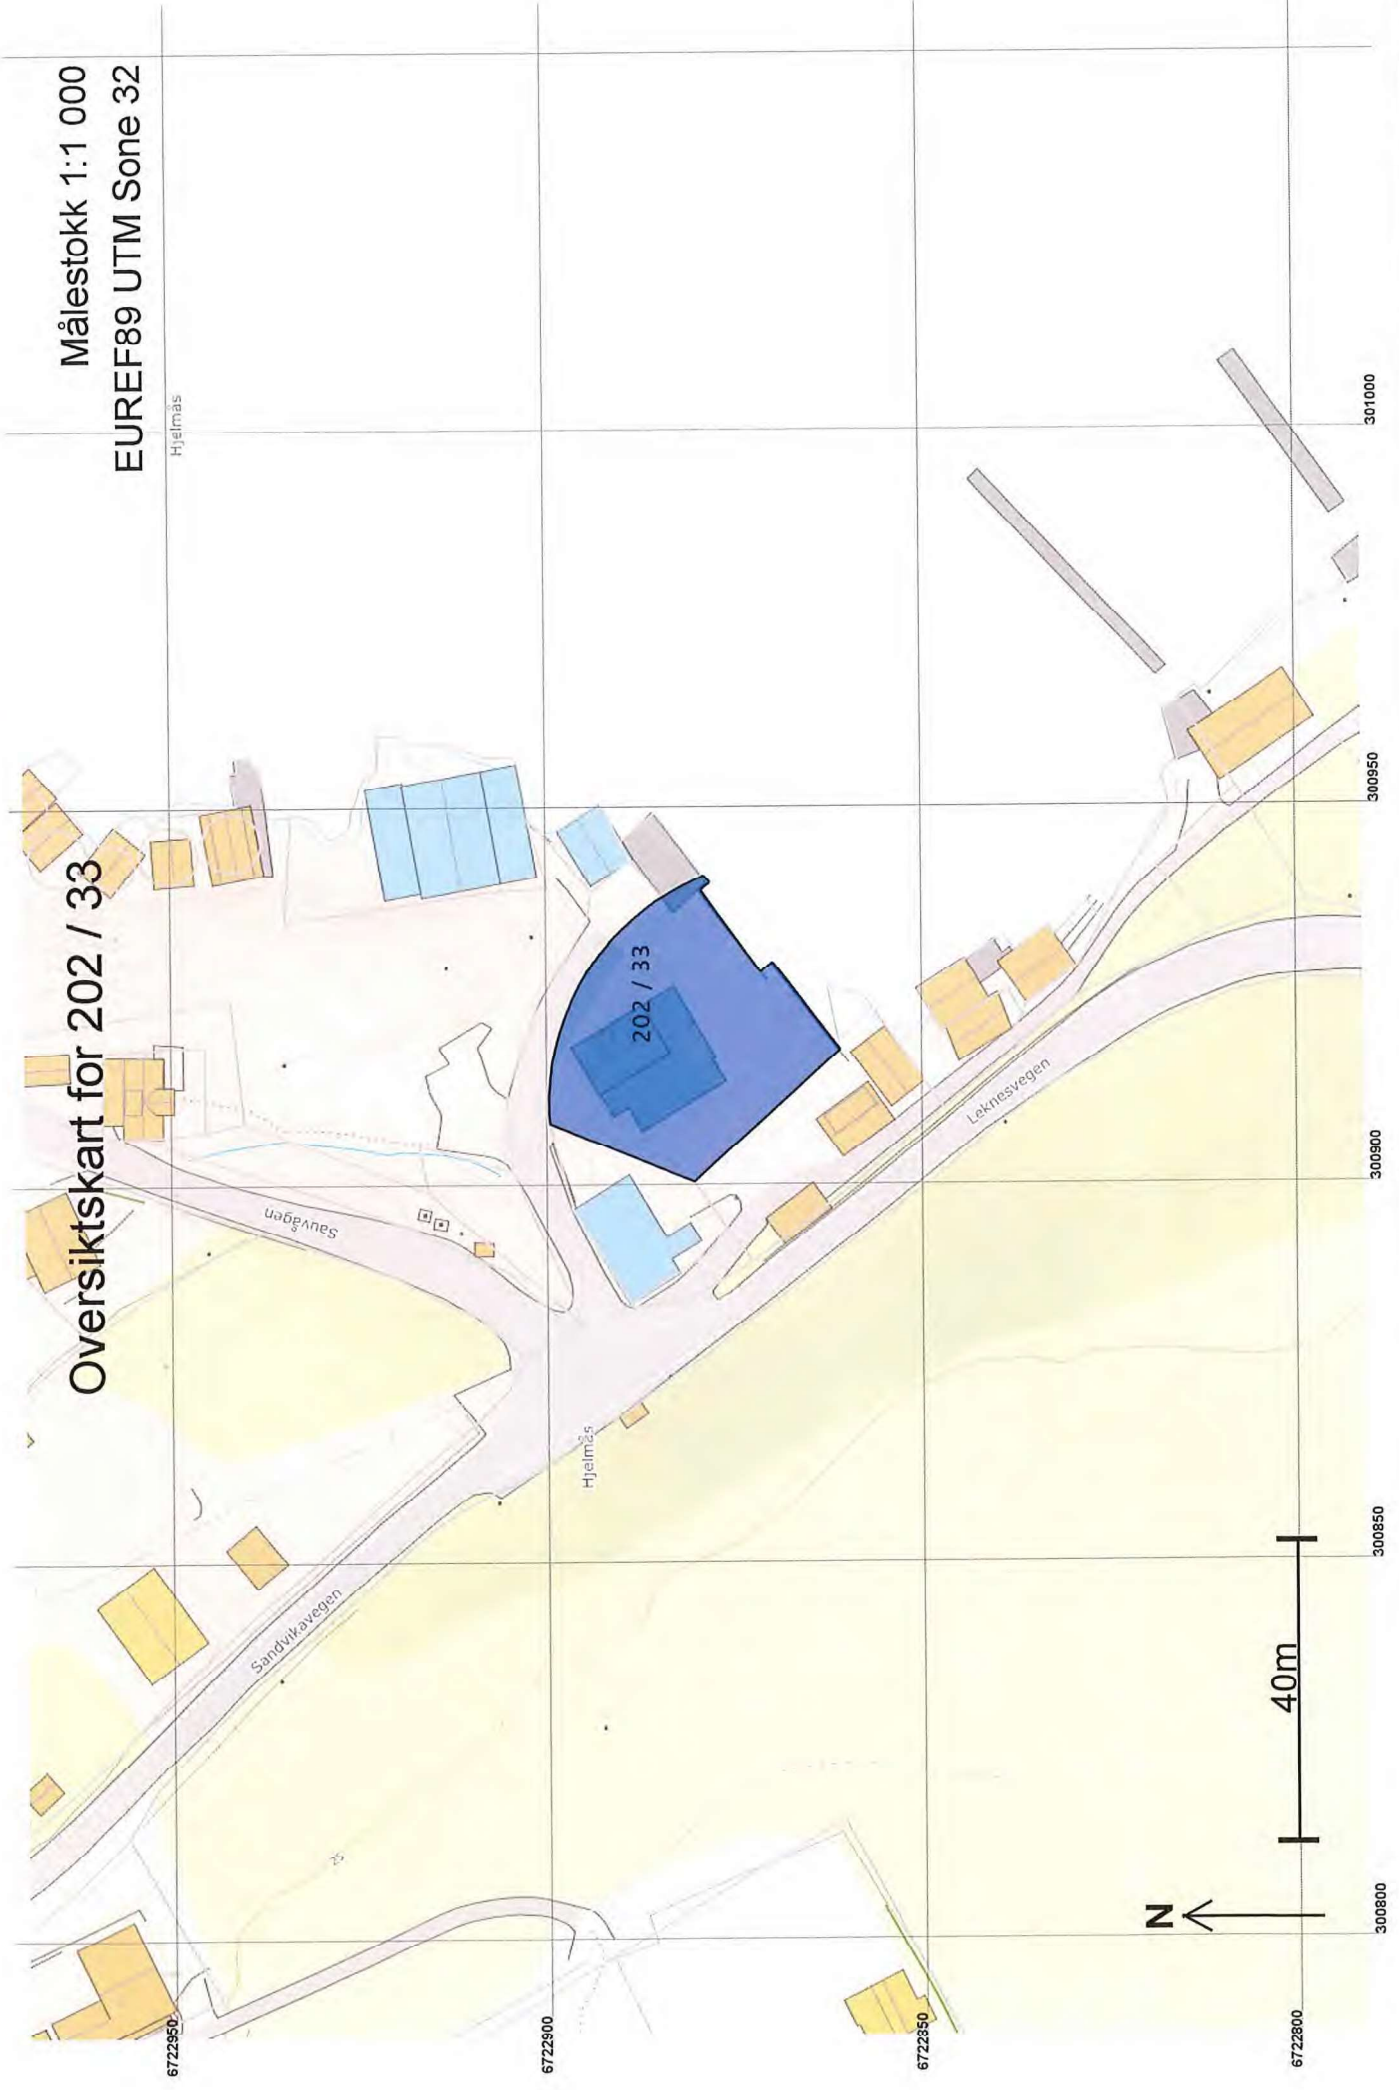 Oversiktskart for 202 / 33
Målestokk 1:1 000
EUREF89 UTM Sone 32
Hjelmås
Sauvågen
202 / 33
Hjelmås
Sandvikavegen
Leknesvegen
25
N
40m
6722950
6722900
6722850
6722800
300800
300850
300900
300950
301000